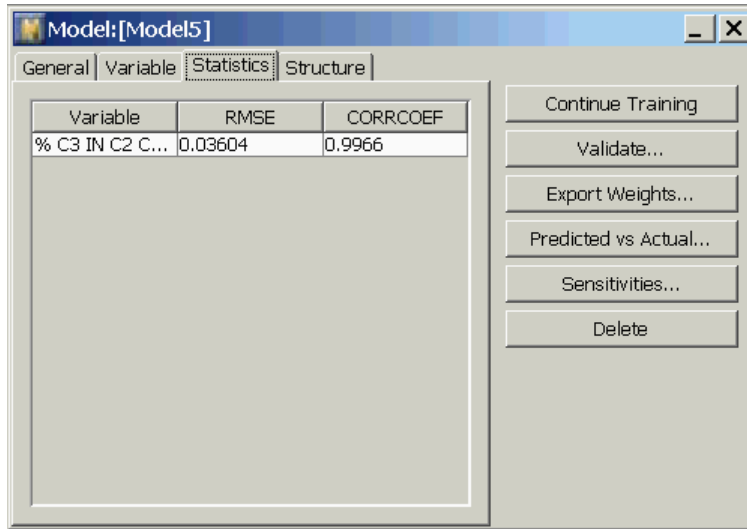 Model:[Model5]
General Variable Statistics Structure
Variable RMSE CORRCOEF
% C3 IN C2 C... 0.03604 0.9966
Continue Training
Validate...
Export Weights...
Predicted vs Actual...
Sensitivities...
Delete